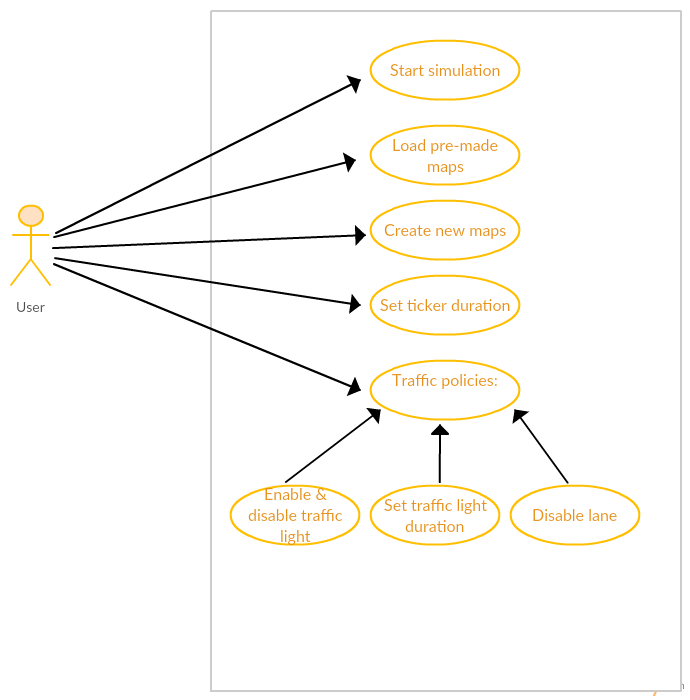 Start simulation
Load pre-made
maps
Create new maps
User
Set ticker duration
Traffic policies:
Enable &
disable traffic
light
Set traffic light
duration
Disable lane